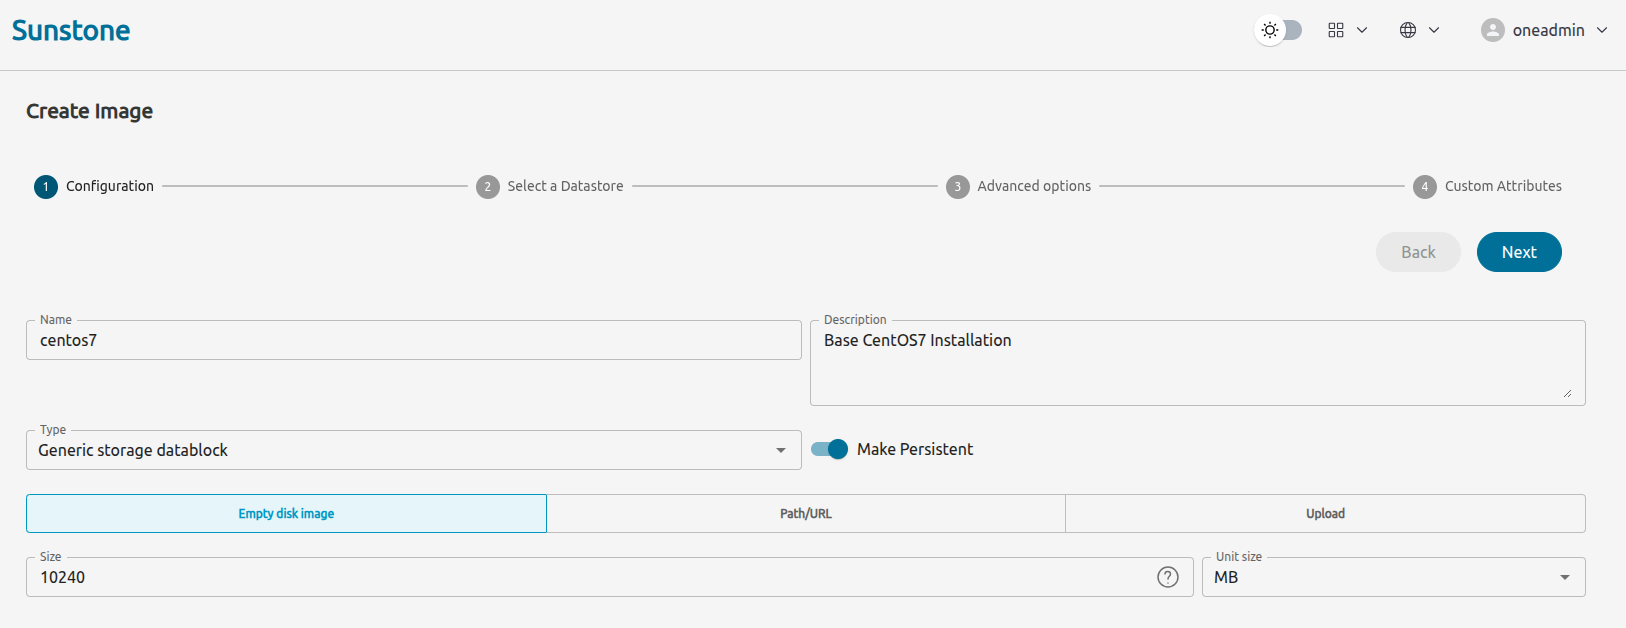 Sunstone
oneadmin
Create Image
1 Configuration
2 Select a Datastore
3 Advanced options
4 Custom Attributes
Back
Next
Name
centos7
Description
Base CentOS7 Installation
Type
Generic storage datablock
Make Persistent
Empty disk image
Path/URL
Upload
Size
10240
?
Unit size
MB